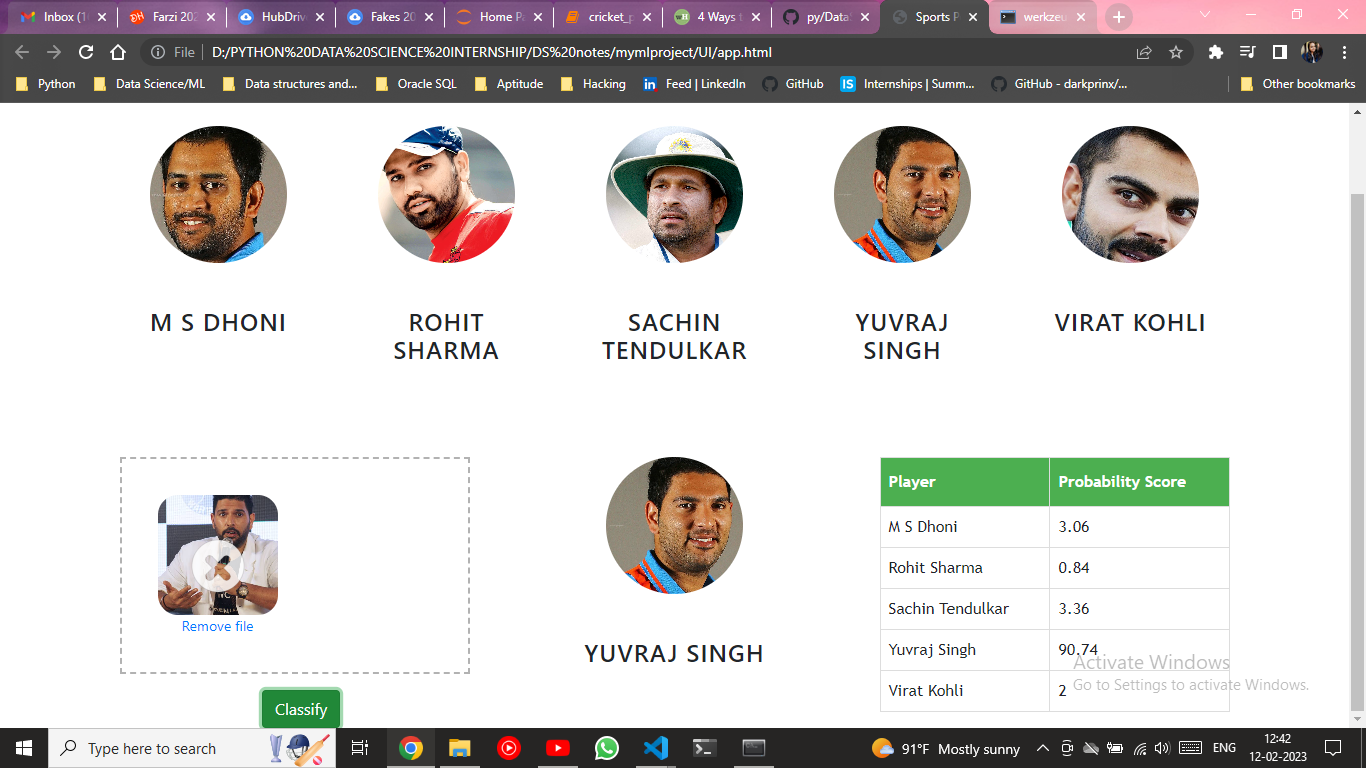 Inbox (1
Farzi 202
HubDriv
Fakes 20
Home P
cricket_p
4 Ways t
py/Data
Sports P
werkzeu
File
D:/PYTHON%20DATA%20SCIENCE%20INTERNSHIP/DS%20notes/mymlproject/UI/app.html
Python
Data Science/ML
Data structures and...
Oracle SQL
Aptitude
Hacking
Feed | LinkedIn
GitHub
Internships | Summ...
GitHub - darkprinx/...
Other bookmarks
M S DHONI
ROHIT
SHARMA
SACHIN
TENDULKAR
YUVRAJ
SINGH
VIRAT KOHLI
Remove file
Classify
YUVRAJ SINGH
Player Probability Score
M S Dhoni 3.06
Rohit Sharma 0.84
Sachin Tendulkar 3.36
Yuvraj Singh 90.74
Virat Kohli 2
Activate Windows
Go to Settings to activate Windows.
Type here to search
91°F Mostly sunny
ENG
12:42
12-02-2023